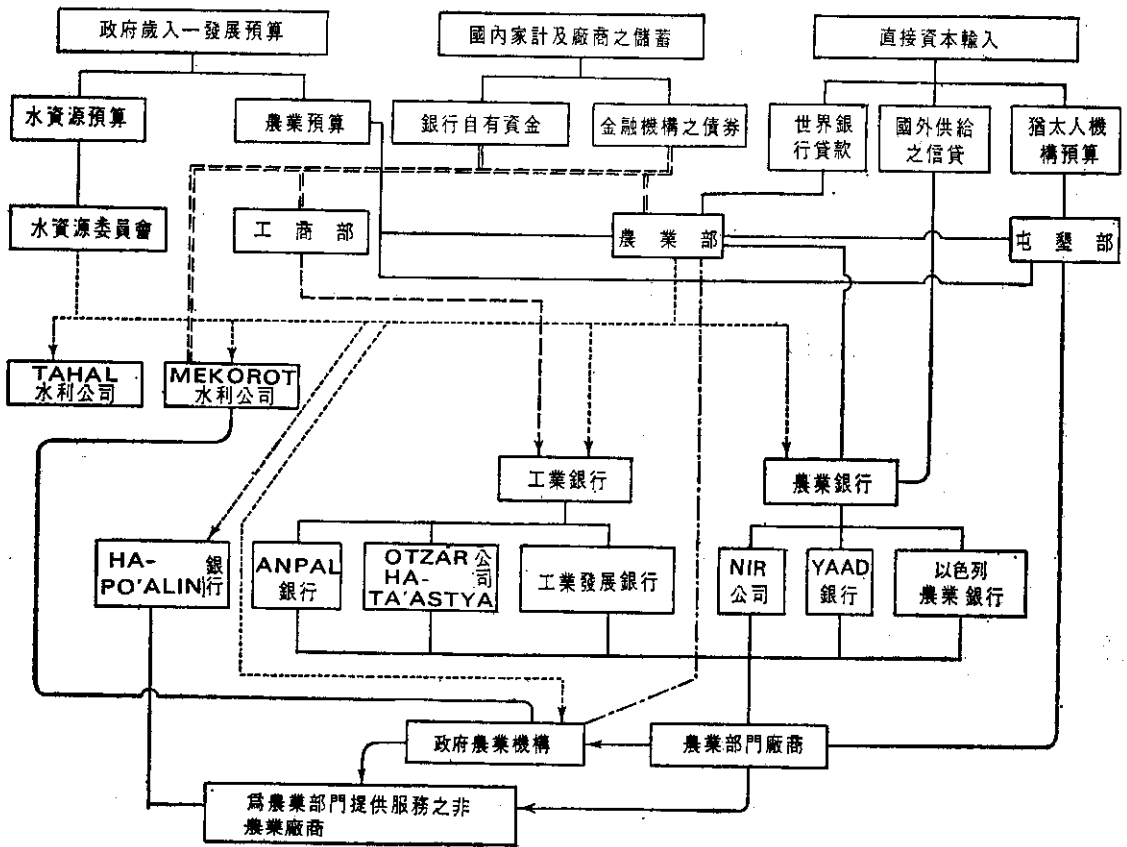 政府歲入一發展預算
國內家計及廠商之儲蓄
直接資本輸入
水資源預算
農業預算
銀行自有資金
金融機構之債券
世界銀
行貸款
國外供給
之信貸
猶太人機
構預算
水資源委員會
工商部
農業部
屯墾部
TAHAL
水利公司
MEKOROT
水利公司
工業銀行
農業銀行
HA-
PO'ALIN
銀行
ANPAL
銀行
OTZAR
HA-
TA'ASTYA
公司
工業發展銀行
NIR
公司
YAAD
銀行
以色列
農業銀行
政府農業機構
農業部門廠商
爲農業部門提供服務之非
農業廠商